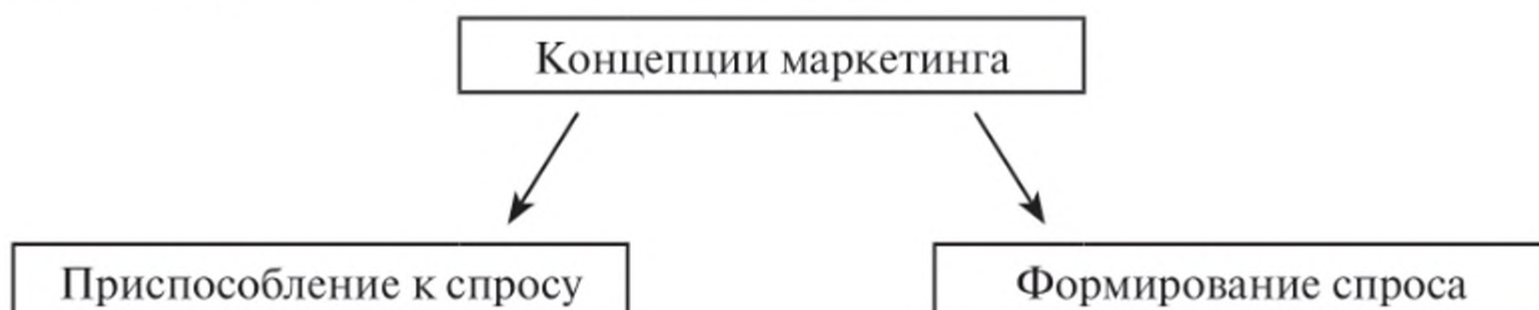 Концепции маркетинга
Приспособление к спросу
Формирование спроса